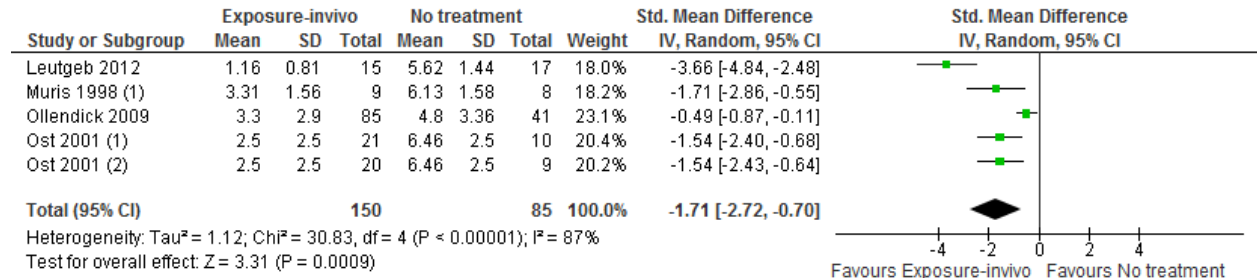 Exposure-invivo No treatment Std. Mean Difference Std. Mean Difference
Study or Subgroup Mean SD Total Mean SD Total Weight IV, Random, 95% CI IV, Random, 95% CI
Leutgeb 2012 1.16 0.81 15 5.62 1.44 17 18.0% -3.66 [-4.84, -2.48]
Muris 1998 (1) 3.31 1.56 9 6.13 1.58 8 18.2% -1.71 [-2.86, -0.55]
Ollendick 2009 3.3 2.9 85 4.8 3.36 41 23.1% -0.49 [-0.87, -0.11]
Ost 2001 (1) 2.5 2.5 21 6.46 2.5 10 20.4% -1.54 [-2.40, -0.68]
Ost 2001 (2) 2.5 2.5 20 6.46 2.5 9 20.2% -1.54 [-2.43, -0.64]
Total (95% CI) 150 85 100.0% -1.71 [-2.72, -0.70]
Heterogeneity: Tau² = 1.12; Chi² = 30.83, df = 4 (P < 0.00001); I² = 87%
Test for overall effect: Z = 3.31 (P = 0.0009)
-4 -2 0 2 4
Favours Exposure-invivo Favours No treatment